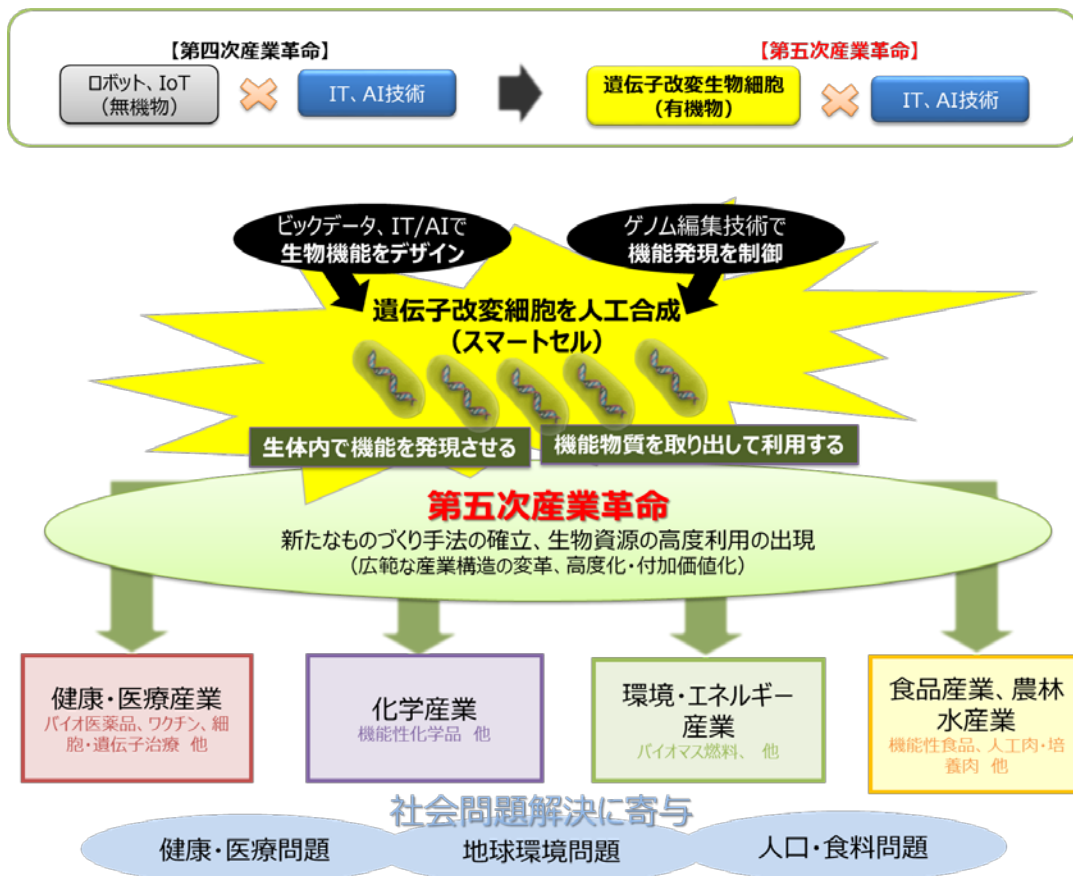 【第四次産業革命】
【第五次産業革命】
ロボット、IoT
(無機物)
IT、AI技術
遺伝子改変生物細胞
(有機物)
IT、AI技術
ビックデータ、IT/AIで
生物機能をデザイン
ゲノム編集技術で
機能発現を制御
遺伝子改変細胞を人工合成
(スマートセル)
生体内で機能を発現させる
機能物質を取り出して利用する
第五次産業革命
新たなものづくり手法の確立、生物資源の高度利用の出現
(広範な産業構造の変革、高度化・付加価値化)
健康・医療産業
バイオ医薬品、ワクチン、細
胞・遺伝子治療 他
化学産業
機能性化学品 他
環境・エネルギー
産業
バイオマス燃料、 他
食品産業、農林
水産業
機能性食品、人工肉・培
養肉 他
社会問題解決に寄与
健康・医療問題
地球環境問題
人口・食料問題